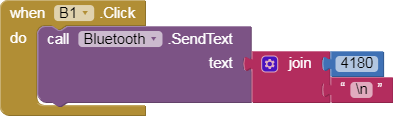 when B1 .Click
do call Bluetooth .SendText
text join 4180
“ \n ”